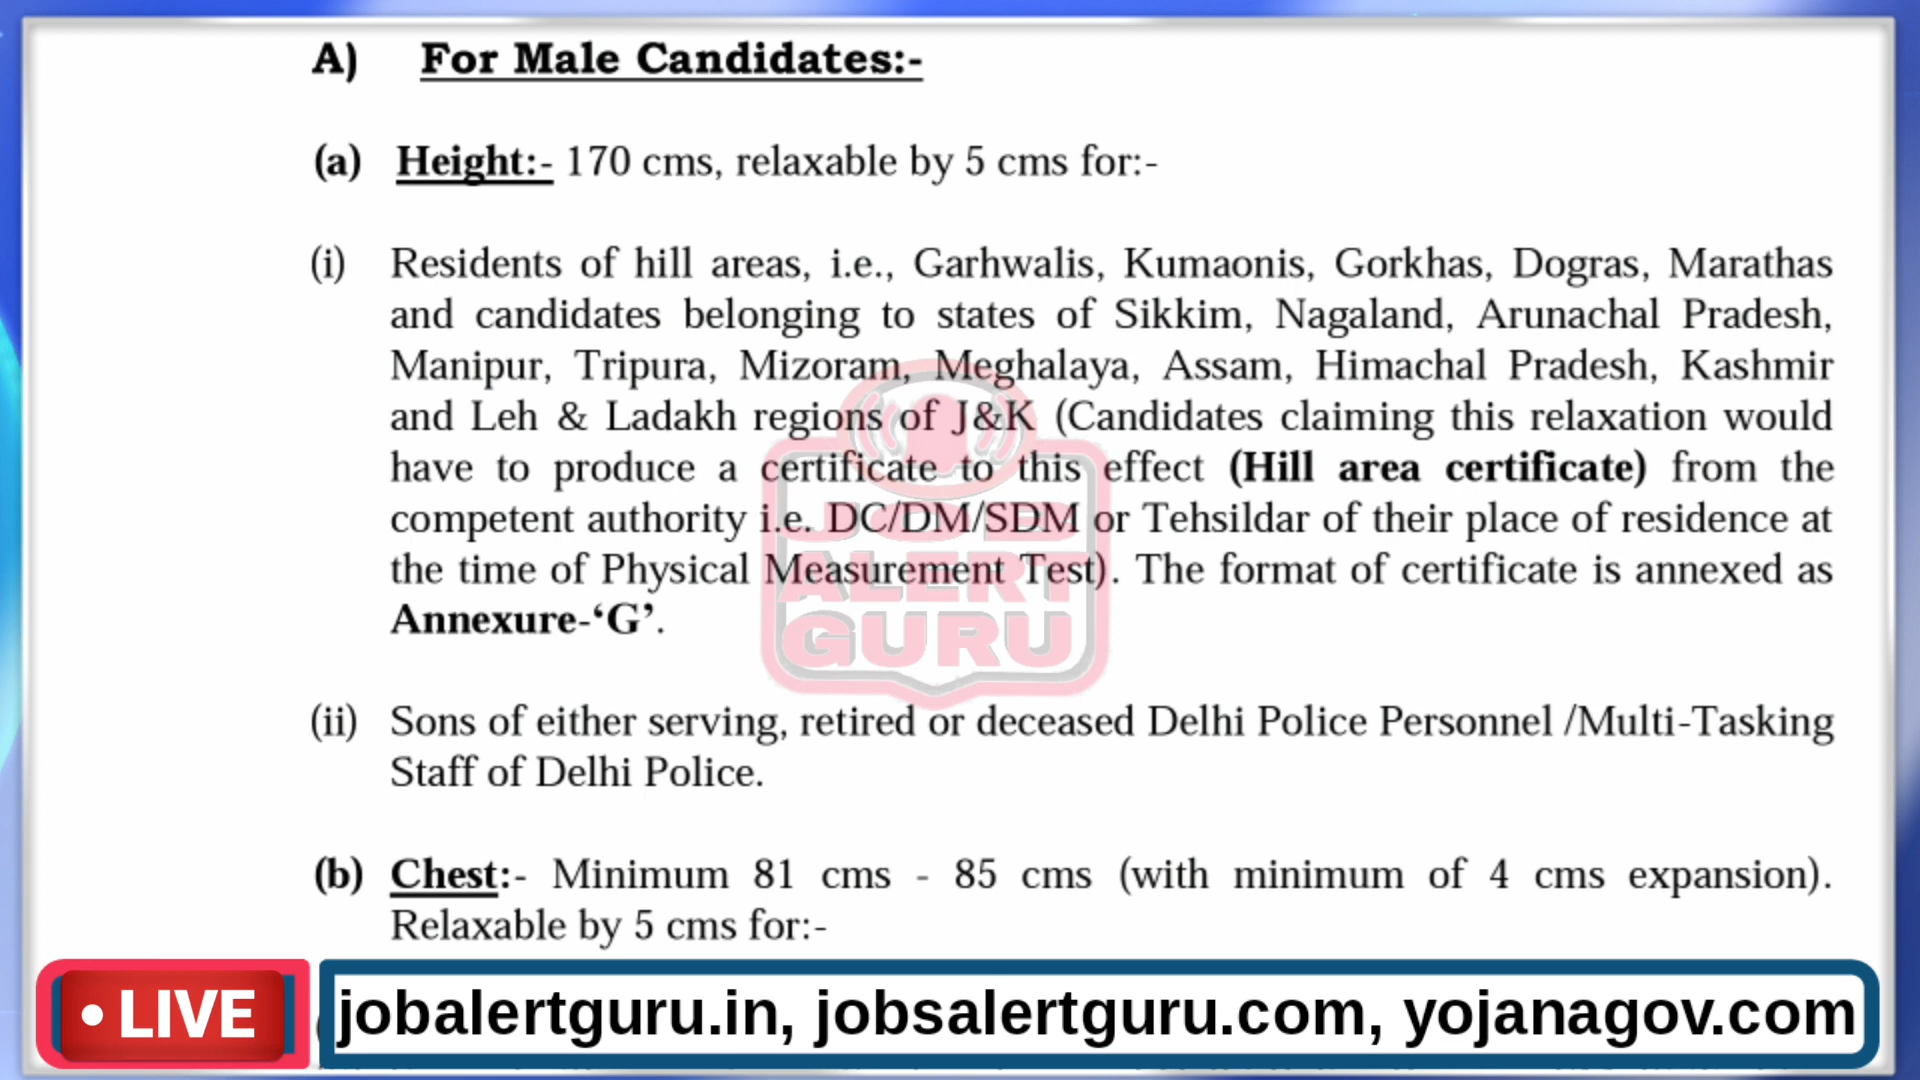 A) For Male Candidates:-
(a) Height:- 170 cms, relaxable by 5 cms for:-
(i) Residents of hill areas, i.e., Garhwalis, Kumaonis, Gorkhas, Dogras, Marathas
and candidates belonging to states of Sikkim, Nagaland, Arunachal Pradesh,
Manipur, Tripura, Mizoram, Meghalaya, Assam, Himachal Pradesh, Kashmir
and Leh & Ladakh regions of J&K (Candidates claiming this relaxation would
have to produce a certificate to this effect (Hill area certificate) from the
competent authority i.e. DC/DM/SDM or Tehsildar of their place of residence at
the time of Physical Measurement Test). The format of certificate is annexed as
Annexure-‘G’.
JOB
ALERT
GURU
(ii) Sons of either serving, retired or deceased Delhi Police Personnel /Multi-Tasking
Staff of Delhi Police.
(b) Chest:- Minimum 81 cms - 85 cms (with minimum of 4 cms expansion).
Relaxable by 5 cms for:-
• LIVE
jobalertguru.in, jobsalertguru.com, yojanagov.com